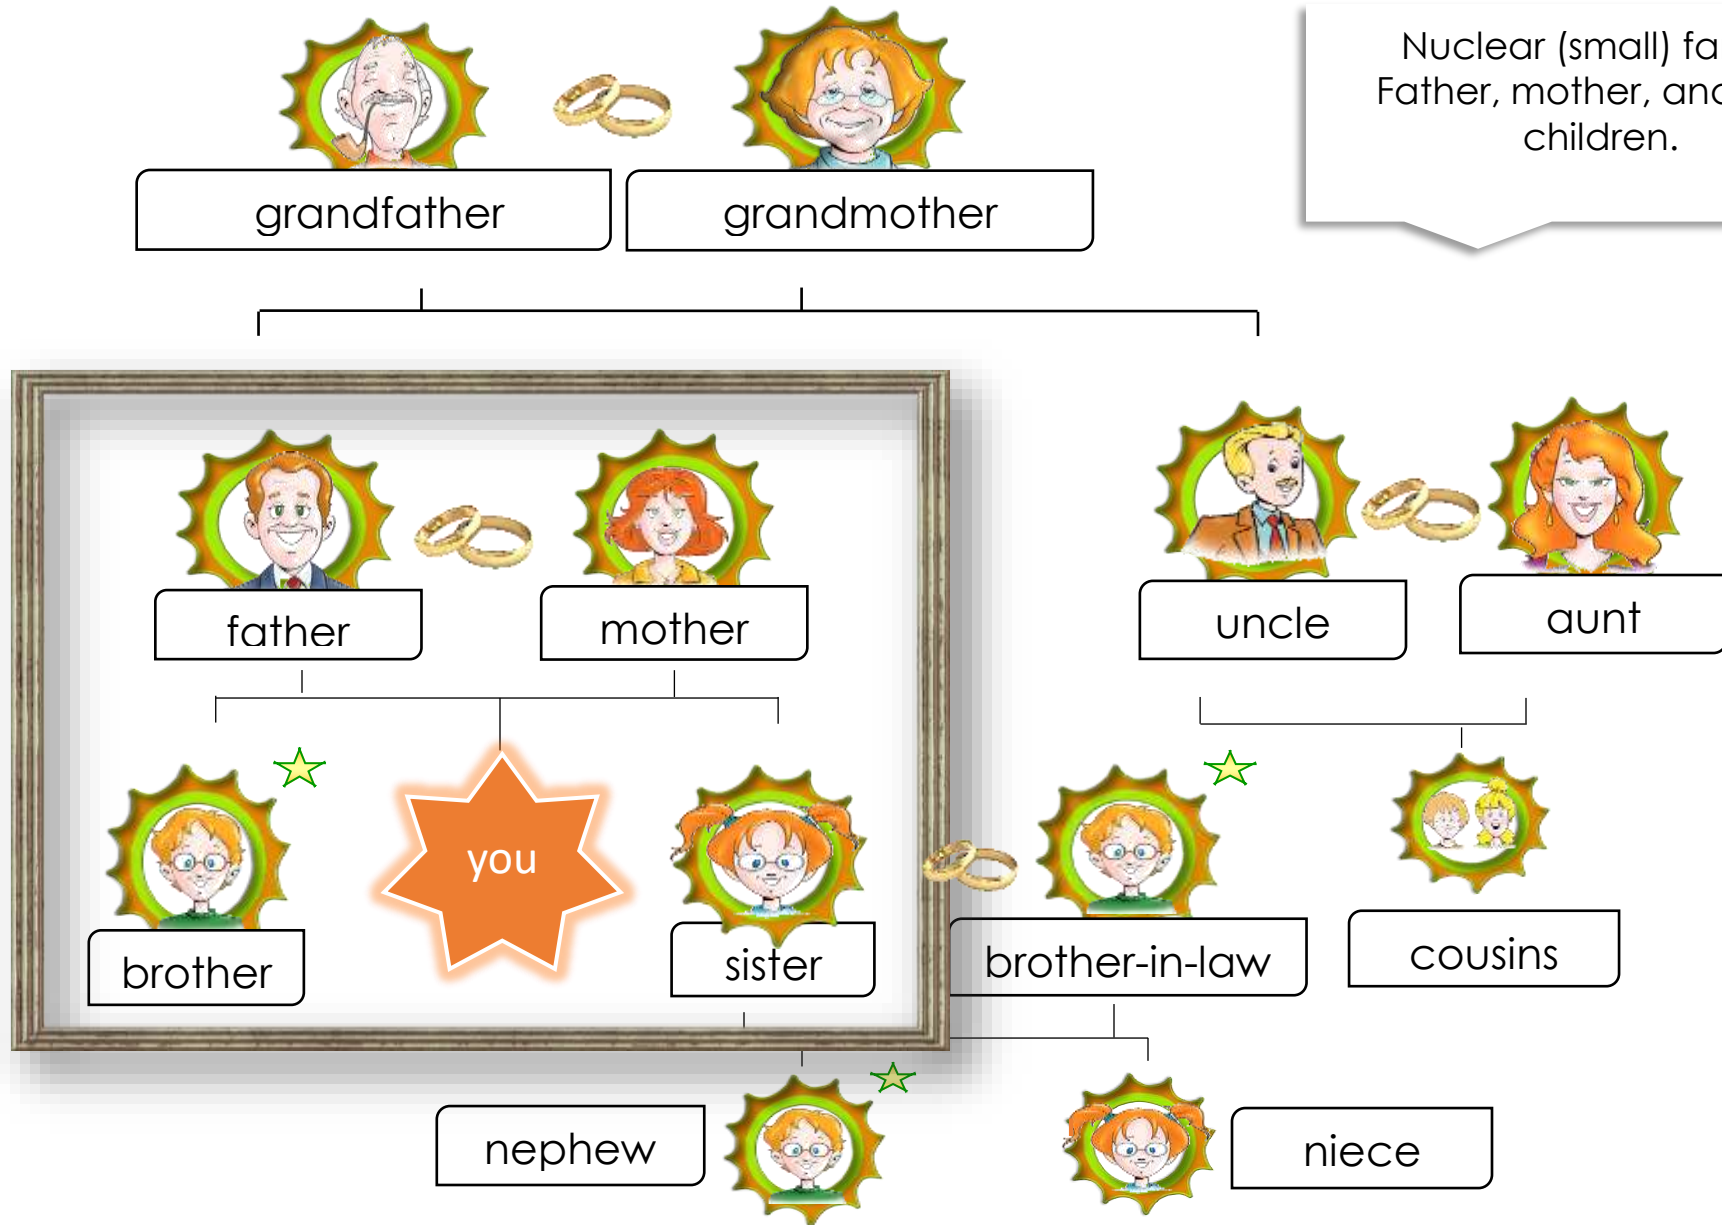 Nuclear (small) fa
Father, mother, and
children.
grandfather
grandmother
father
mother
uncle
aunt
you
brother
sister
brother-in-law
cousins
nephew
niece